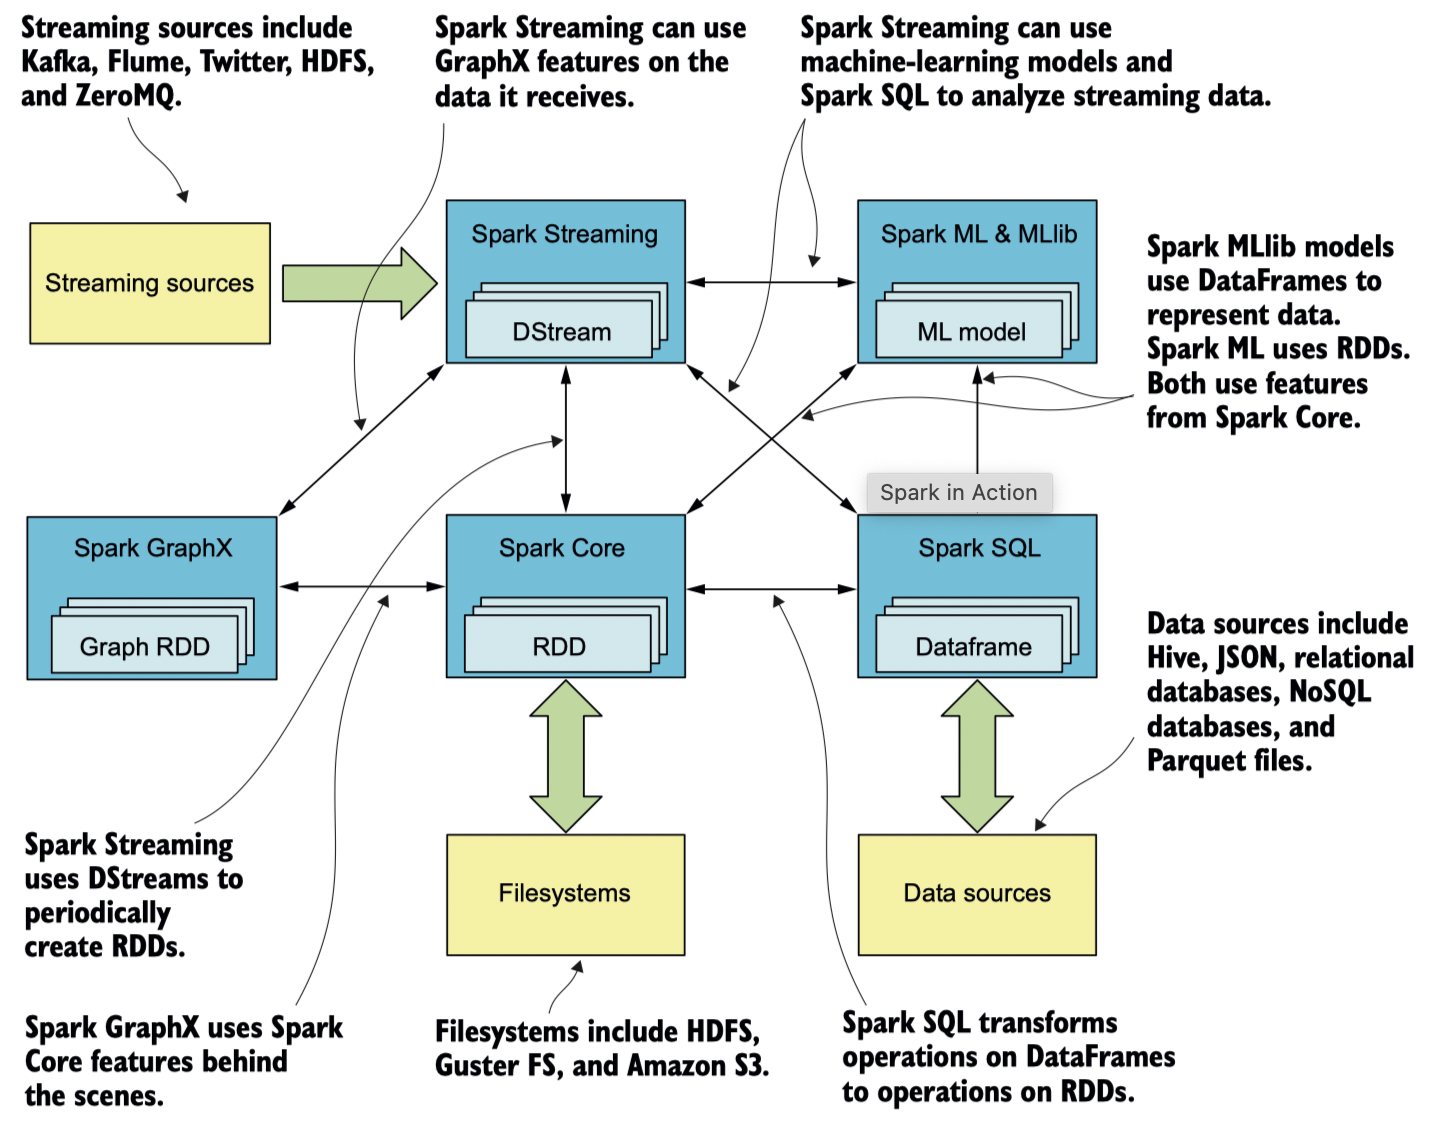 Streaming sources include
Kafka, Flume, Twitter, HDFS,
and ZeroMQ.
Spark Streaming can use
GraphX features on the
data it receives.
Spark Streaming can use
machine-learning models and
Spark SQL to analyze streaming data.
Streaming sources
Spark Streaming
DStream
Spark ML & MLlib
ML model
Spark MLlib models
use DataFrames to
represent data.
Spark ML uses RDDs.
Both use features
from Spark Core.
Spark in Action
Spark GraphX
Graph RDD
Spark Core
RDD
Spark SQL
Dataframe
Data sources include
Hive, JSON, relational
databases, NoSQL
databases, and
Parquet files.
Spark Streaming
uses DStreams to
periodically
create RDDs.
Filesystems
Data sources
Spark GraphX uses Spark
Core features behind
the scenes.
Filesystems include HDFS,
Guster FS, and Amazon S3.
Spark SQL transforms
operations on DataFrames
to operations on RDDs.